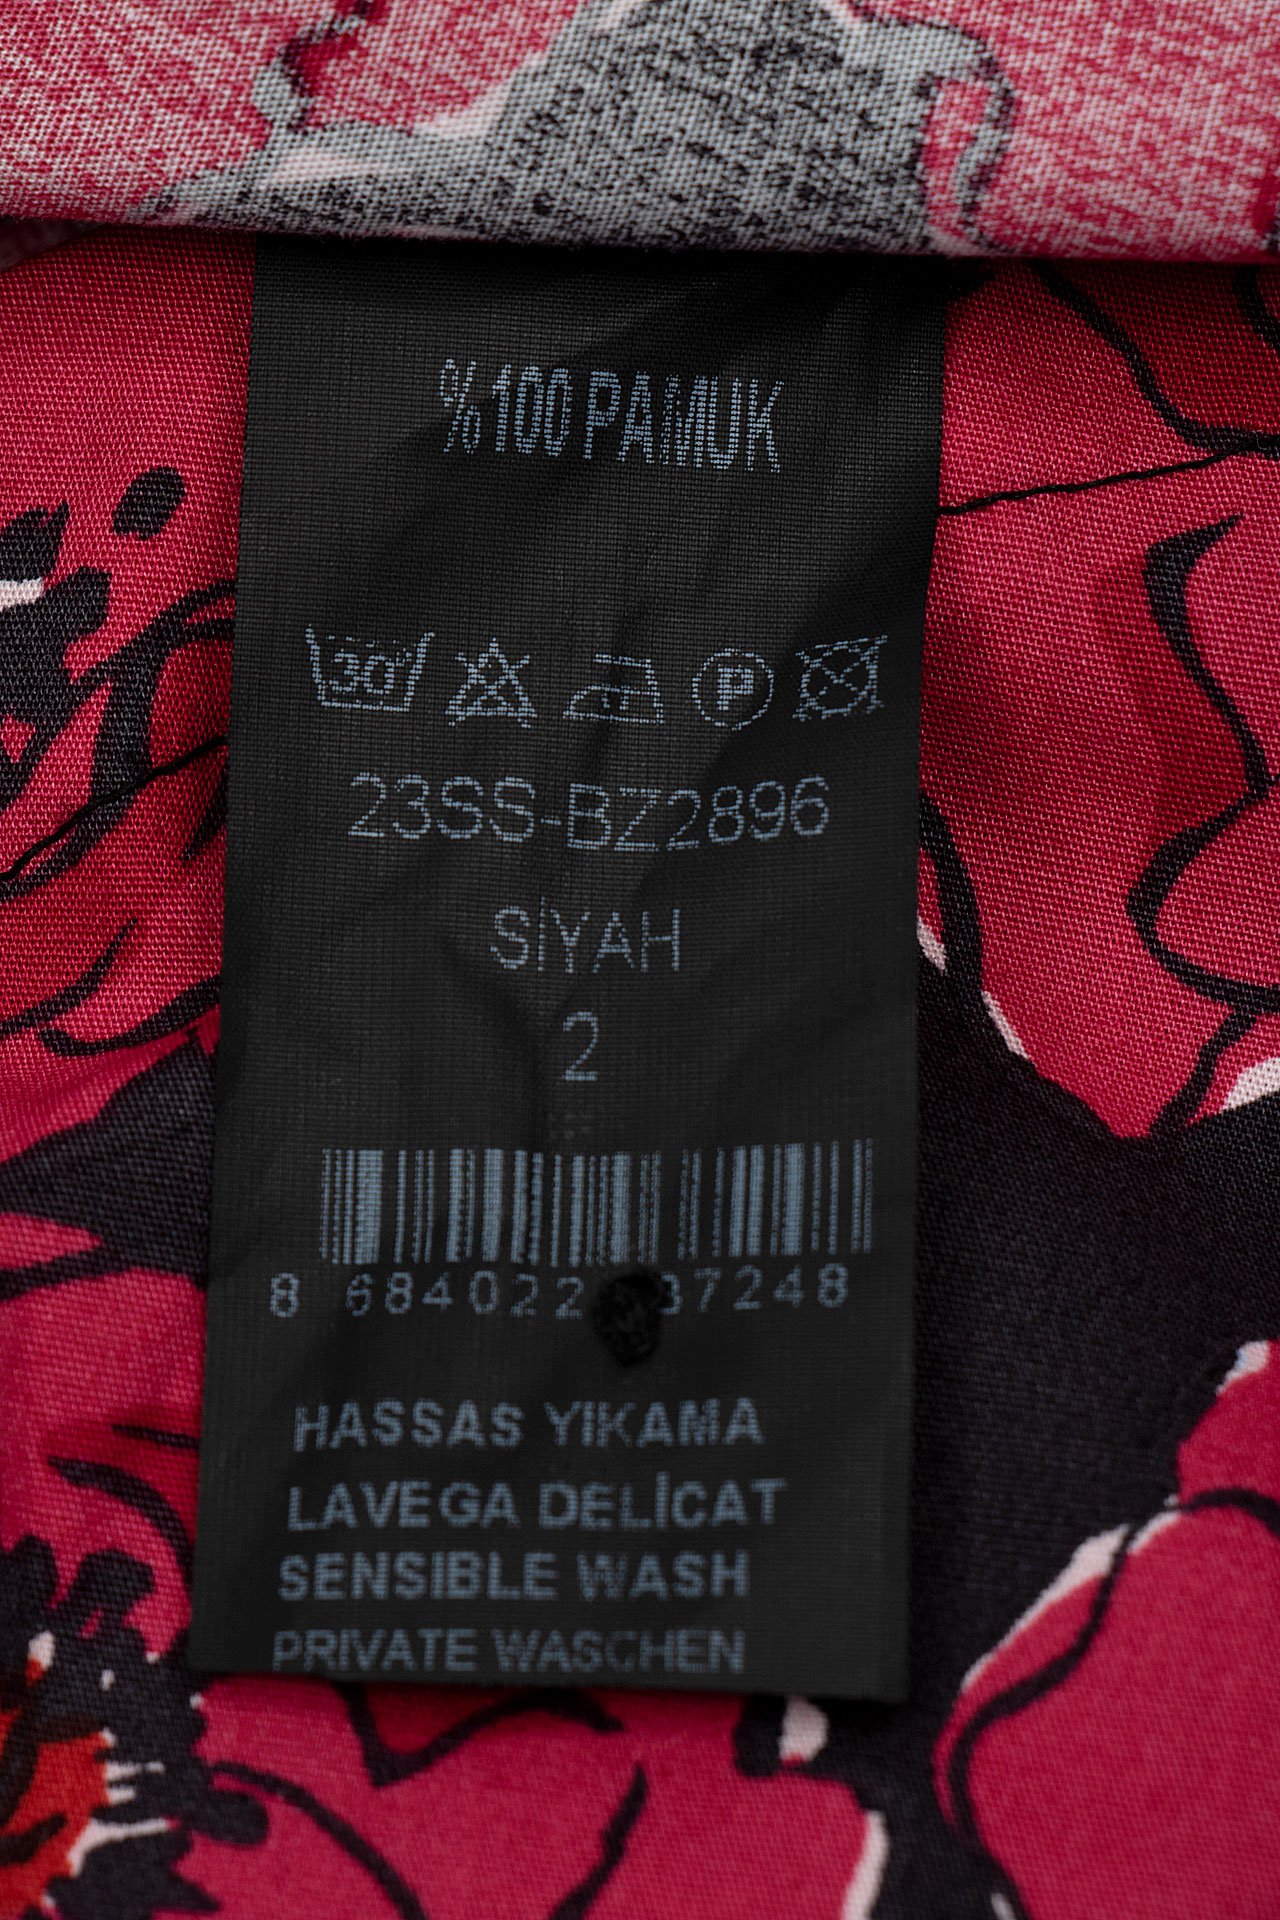 %100 PAMUK
30°
P
23SS-BZ2896
SİYAH
2
8 684022 37248
HASSAS YIKAMA
LAVEGA DELİCAT
SENSIBLE WASH
PRIVATE WASCHEN